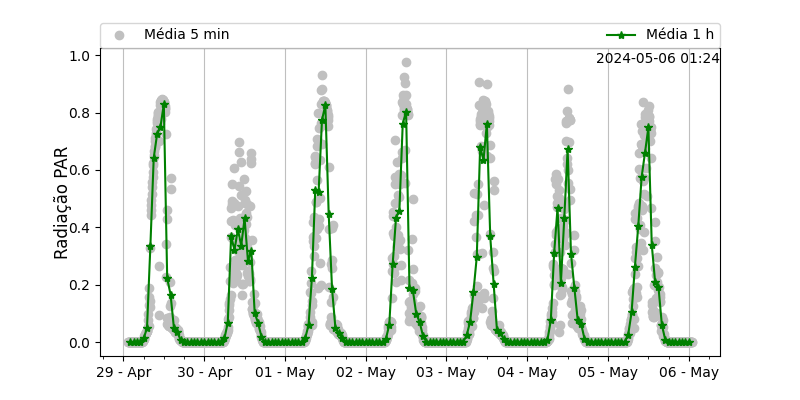 Média 5 min
Média 1 h
2024-05-06 01:24
Radiação PAR
1.0
0.8
0.6
0.4
0.2
0.0
29 - Apr
30 - Apr
01 - May
02 - May
03 - May
04 - May
05 - May
06 - May